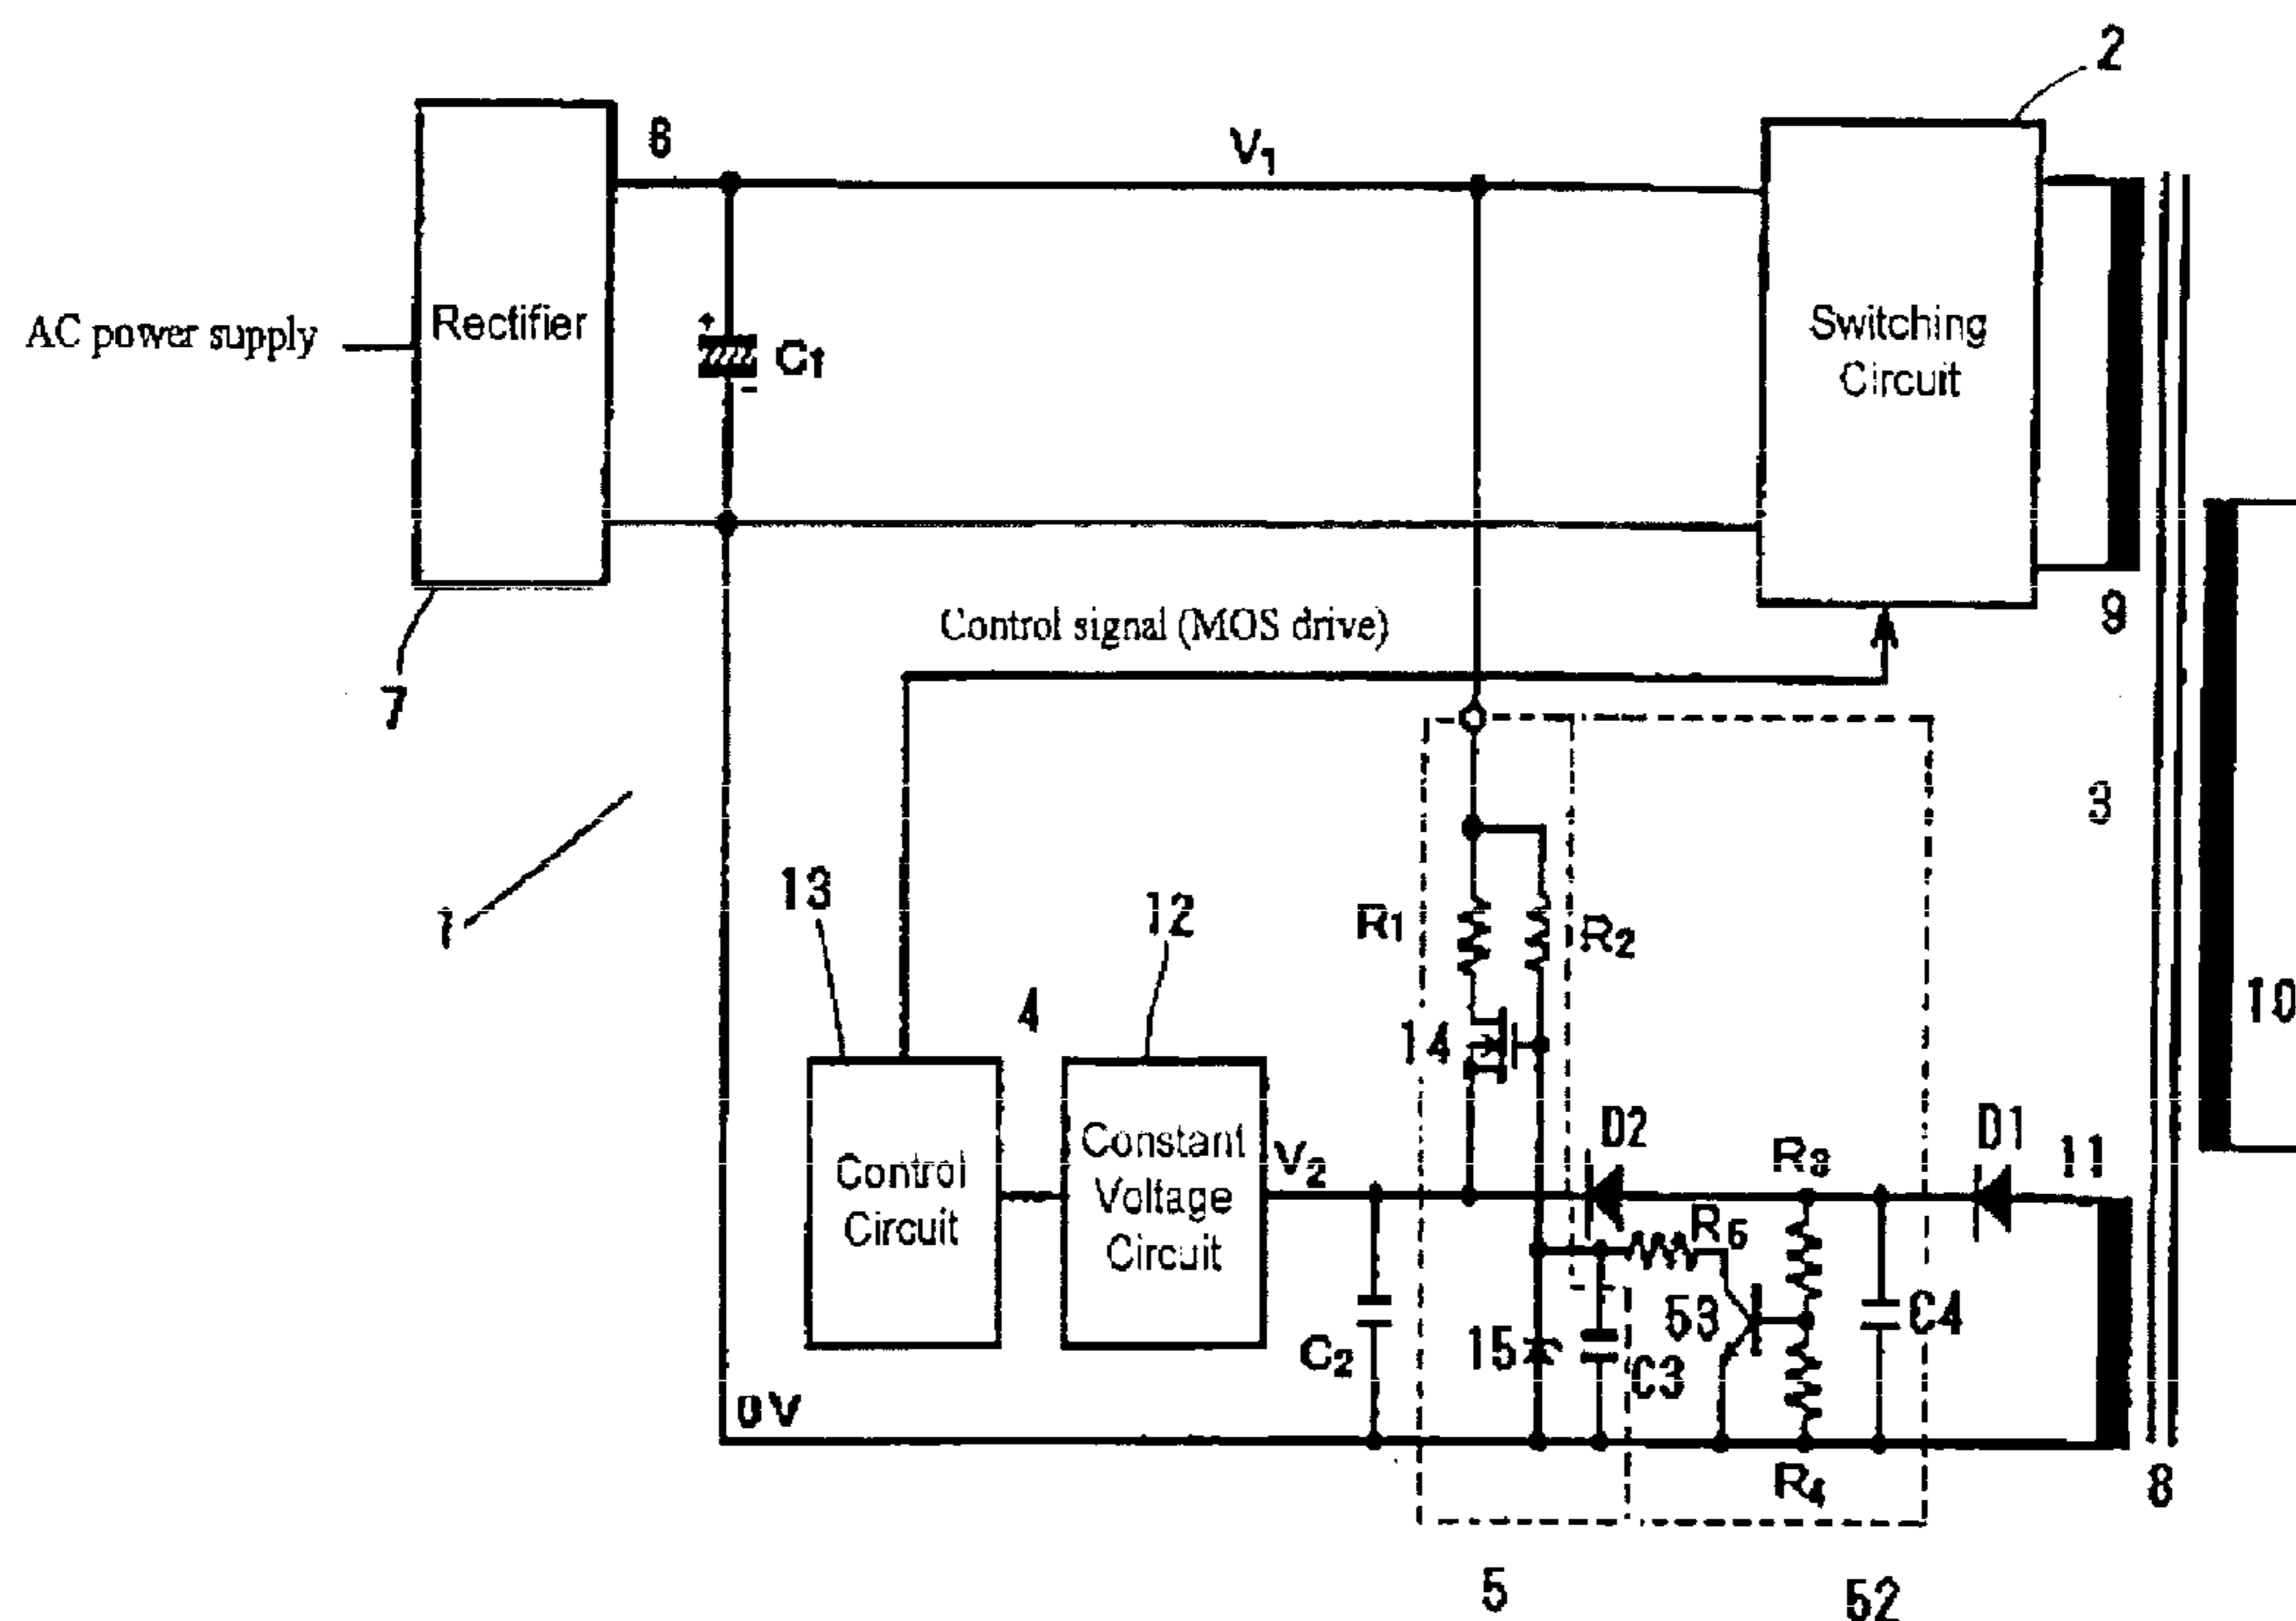 2
6
V1
AC power supply
Rectifier
+
C1
-
Switching
Circuit
9
Control signal (MOS drive)
7
3
13
12
1
R1
R2
4
14
10
Control
Circuit
Constant
Voltage
Circuit
V2
D2
R3
D1
11
R5
53
C4
C2
15
C3
0V
R4
8
5
52